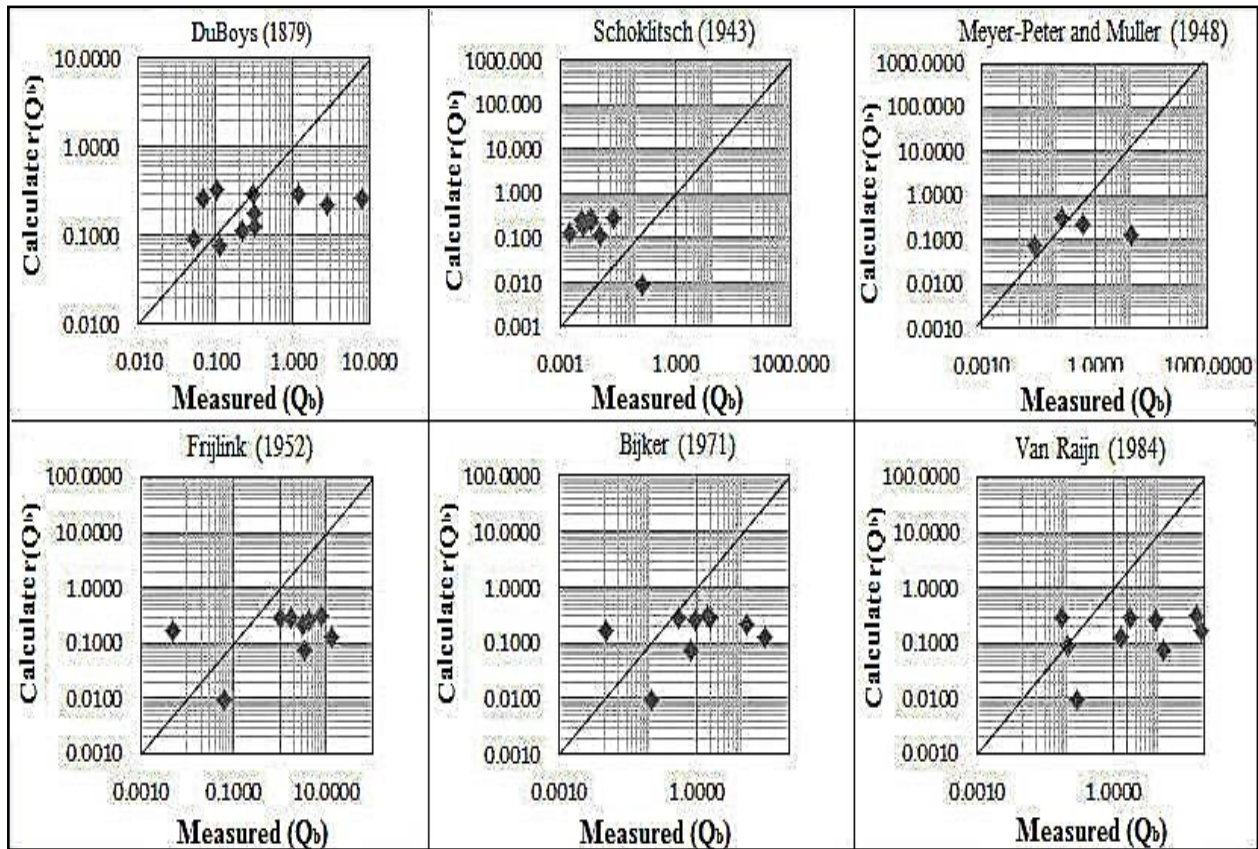 DuBoys (1879)
Calculater(Qᵇ)
10.0000
1.0000
0.1000
0.0100
0.010 0.100 1.000 10.000
Measured (Qb)
Schoklitsch (1943)
Calculater(Qᵇ)
1000.000
100.000
10.000
1.000
0.100
0.010
0.001
0.001 1.000 1000.000
Measured (Qb)
Meyer-Peter and Muller (1948)
Calculater(Qᵇ)
1000.0000
100.0000
10.0000
1.0000
0.1000
0.0100
0.0010
0.0010 1.0000 1000.0000
Measured (Qb)
Frijlink (1952)
Calculater(Qᵇ)
100.0000
10.0000
1.0000
0.1000
0.0100
0.0010
0.0010 0.1000 10.0000
Measured (Qb)
Bijker (1971)
Calculater(Qᵇ)
100.0000
10.0000
1.0000
0.1000
0.0100
0.0010
0.0010 1.0000
Measured (Qb)
Van Raijn (1984)
Calculater(Qᵇ)
100.0000
10.0000
1.0000
0.1000
0.0100
0.0010
0.0010 1.0000
Measured (Qb)